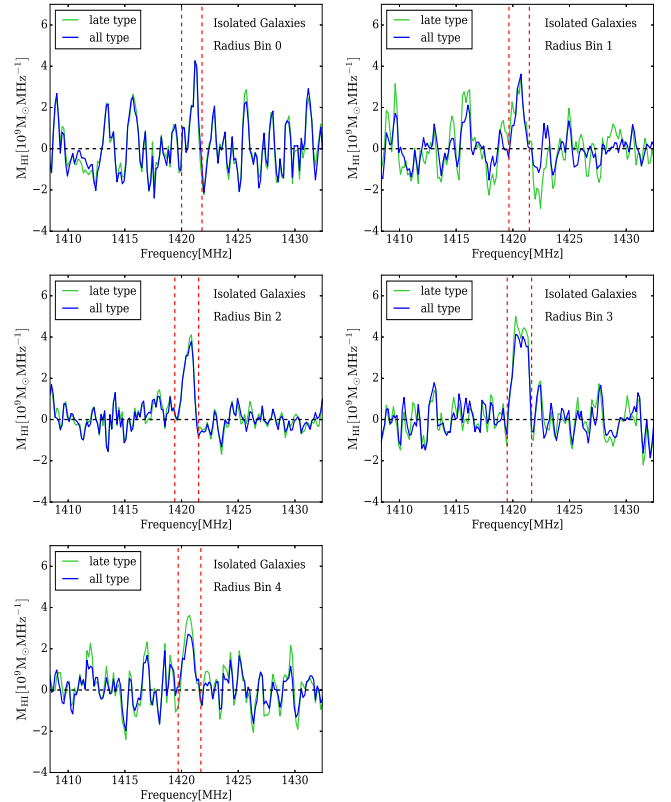 late type
all type
Isolated Galaxies
Radius Bin 0
M_HI [10^9 M_⊙ MHz^−1]
6
4
2
0
−2
−4
1410 1415 1420 1425 1430
Frequency[MHz]
late type
all type
Isolated Galaxies
Radius Bin 1
M_HI [10^9 M_⊙ MHz^−1]
6
4
2
0
−2
−4
1410 1415 1420 1425 1430
Frequency[MHz]
late type
all type
Isolated Galaxies
Radius Bin 2
M_HI [10^9 M_⊙ MHz^−1]
6
4
2
0
−2
−4
1410 1415 1420 1425 1430
Frequency[MHz]
late type
all type
Isolated Galaxies
Radius Bin 3
M_HI [10^9 M_⊙ MHz^−1]
6
4
2
0
−2
−4
1410 1415 1420 1425 1430
Frequency[MHz]
late type
all type
Isolated Galaxies
Radius Bin 4
M_HI [10^9 M_⊙ MHz^−1]
6
4
2
0
−2
−4
1410 1415 1420 1425 1430
Frequency[MHz]